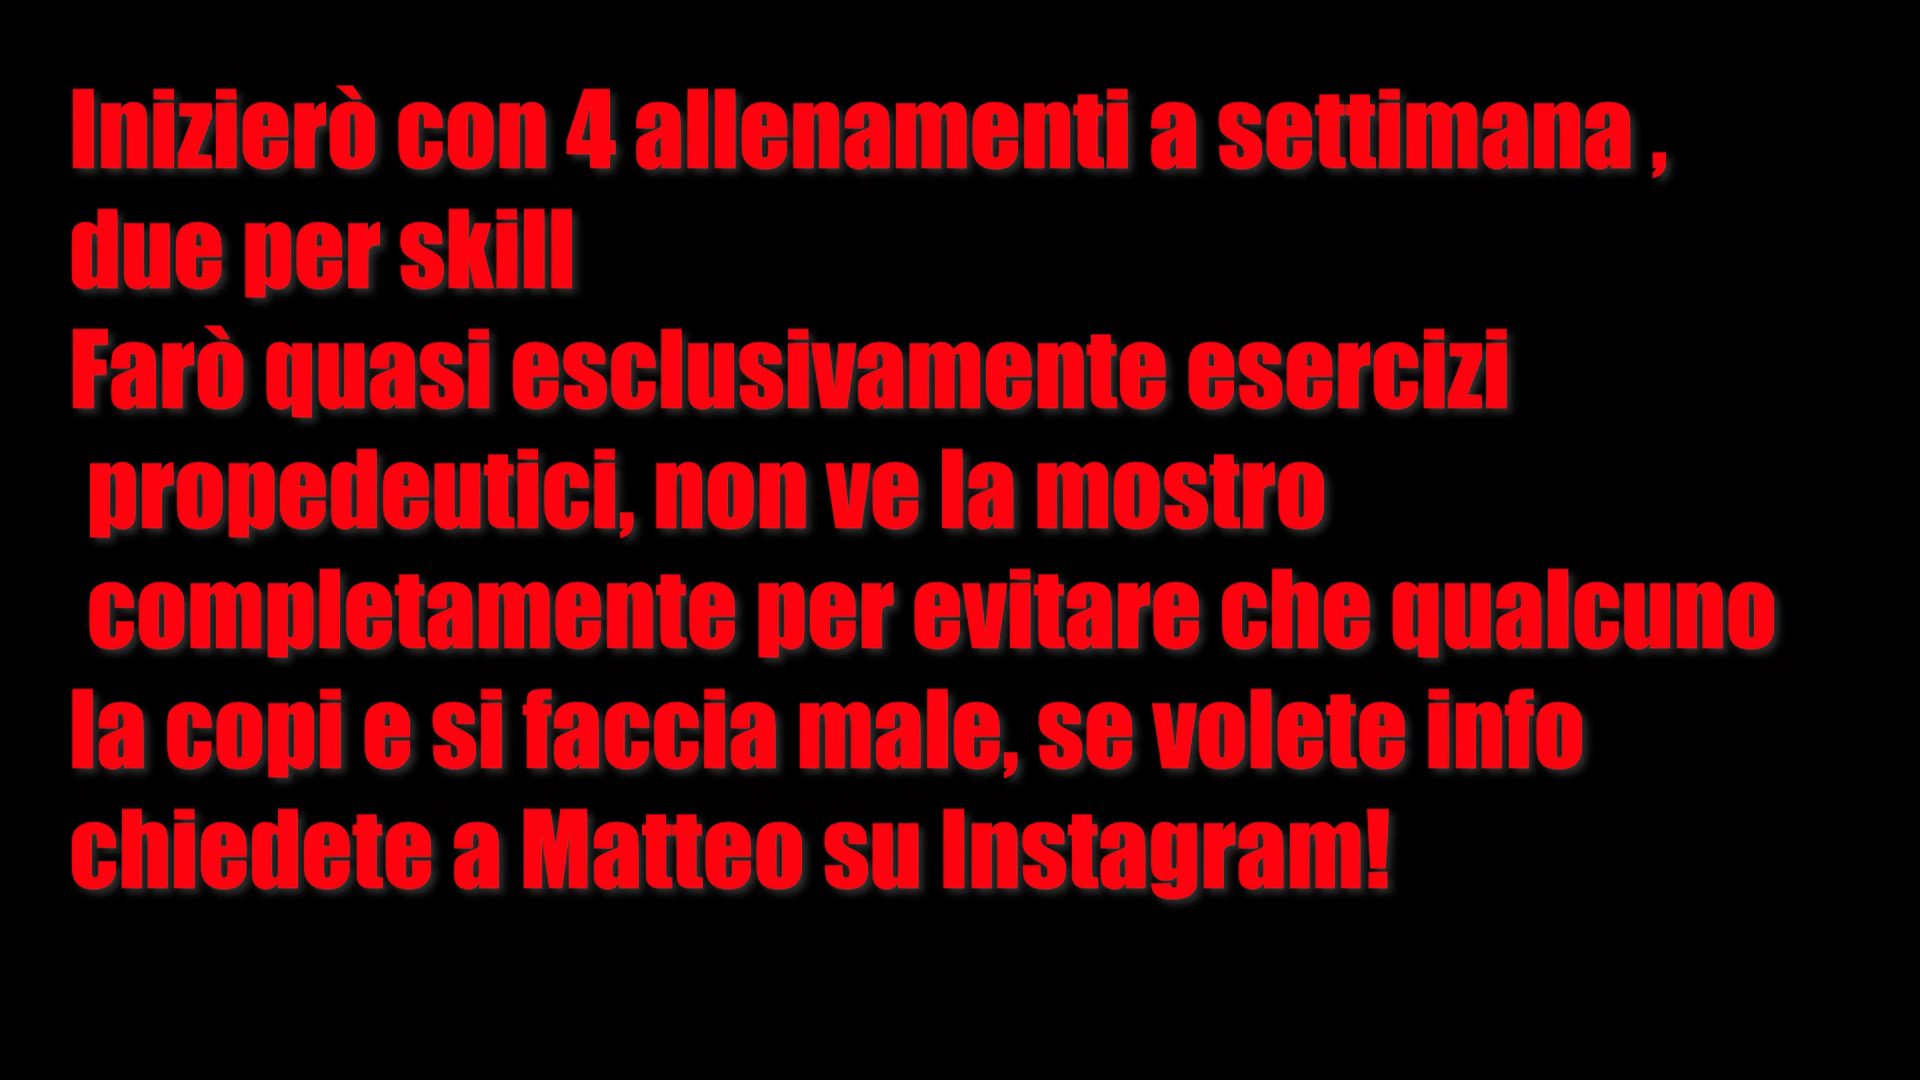 Inizierò con 4 allenamenti a settimana ,
due per skill
Farò quasi esclusivamente esercizi
propedeutici, non ve la mostro
completamente per evitare che qualcuno
la copi e si faccia male, se volete info
chiedete a Matteo su Instagram!